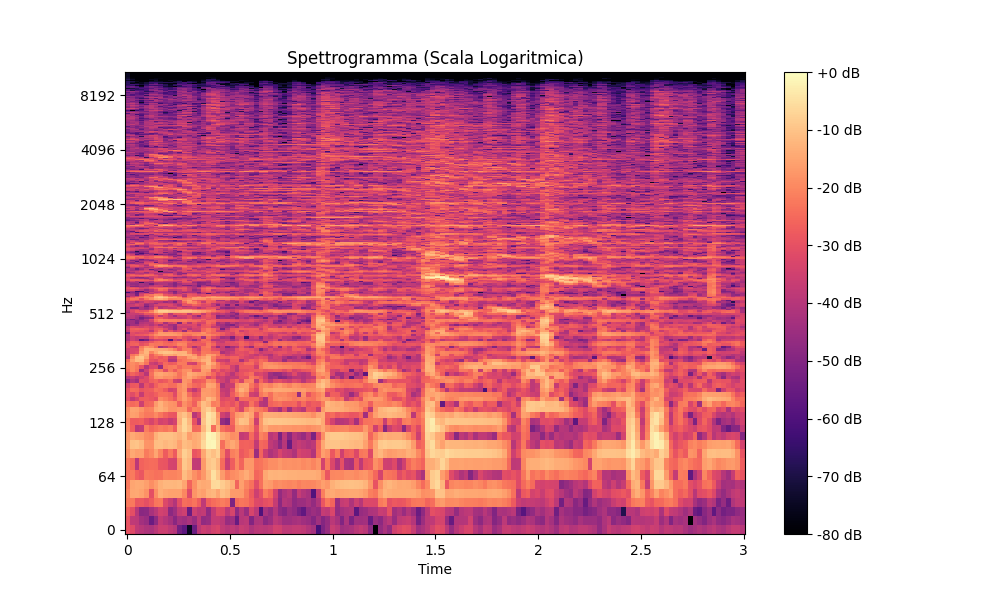 Spettrogramma (Scala Logaritmica)
Hz
8192
4096
2048
1024
512
256
128
64
0
0 0.5 1 1.5 2 2.5 3
Time
+0 dB
-10 dB
-20 dB
-30 dB
-40 dB
-50 dB
-60 dB
-70 dB
-80 dB